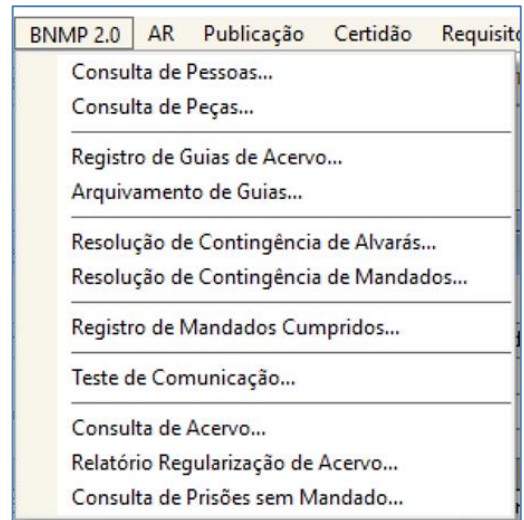 BNMP 2.0 AR Publicação Certidão Requisito
Consulta de Pessoas...
Consulta de Peças...
Registro de Guias de Acervo...
Arquivamento de Guias...
Resolução de Contingência de Alvarás...
Resolução de Contingência de Mandados...
Registro de Mandados Cumpridos...
Teste de Comunicação...
Consulta de Acervo...
Relatório Regularização de Acervo...
Consulta de Prisões sem Mandado...